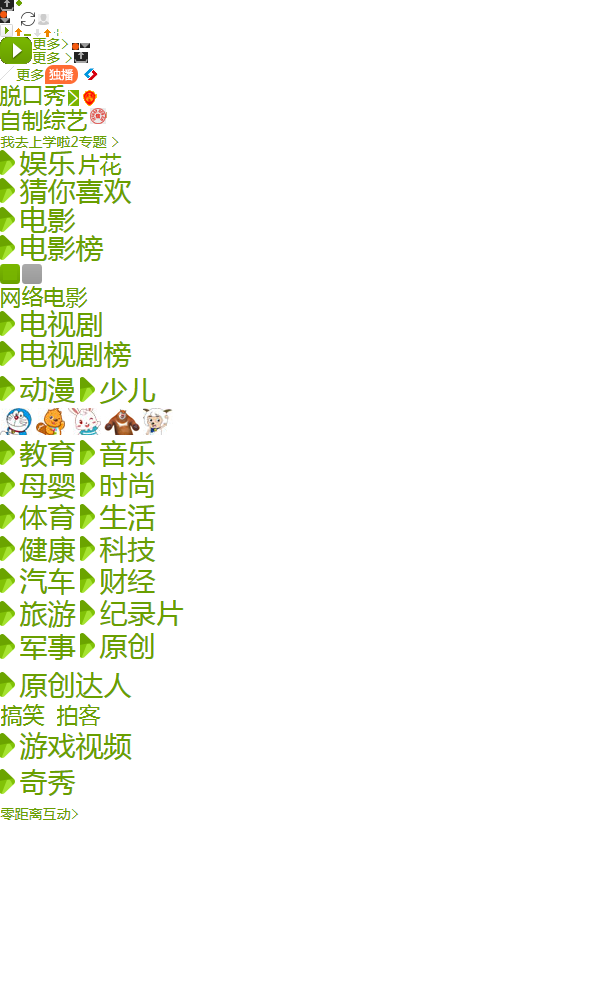 更多>
更多 >
更多 独播
脱口秀
自制综艺
我去上学啦2专题 >
娱乐 片花
猜你喜欢
电影
电影榜
网络电影
电视剧
电视剧榜
动漫 少儿
教育 音乐
母婴 时尚
体育 生活
健康 科技
汽车 财经
旅游 纪录片
军事 原创
原创达人
搞笑 拍客
游戏视频
奇秀
零距离互动>